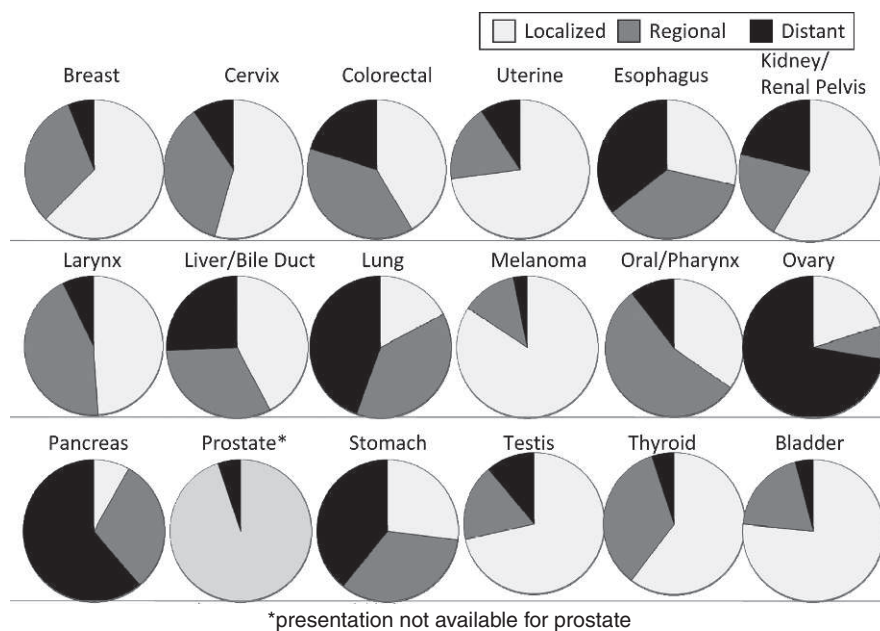 Localized Regional Distant
Breast Cervix Colorectal Uterine Esophagus Kidney/
Renal Pelvis
Larynx Liver/Bile Duct Lung Melanoma Oral/Pharynx Ovary
Pancreas Prostate* Stomach Testis Thyroid Bladder
*presentation not available for prostate